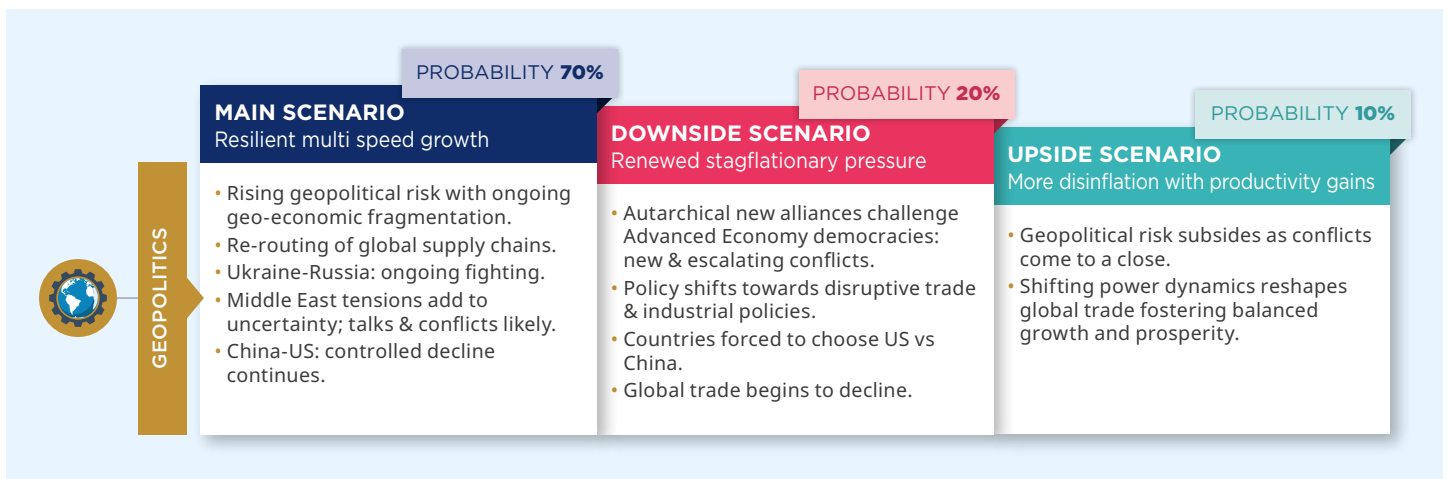 PROBABILITY 70%
MAIN SCENARIO
Resilient multi speed growth
GEOPOLITICS
• Rising geopolitical risk with ongoing
geo-economic fragmentation.
• Re-routing of global supply chains.
• Ukraine-Russia: ongoing fighting.
• Middle East tensions add to
uncertainty; talks & conflicts likely.
• China-US: controlled decline
continues.
PROBABILITY 20%
DOWNSIDE SCENARIO
Renewed stagflationary pressure
• Autarchical new alliances challenge
Advanced Economy democracies:
new & escalating conflicts.
• Policy shifts towards disruptive trade
& industrial policies.
• Countries forced to choose US vs
China.
• Global trade begins to decline.
PROBABILITY 10%
UPSIDE SCENARIO
More disinflation with productivity gains
• Geopolitical risk subsides as conflicts
come to a close.
• Shifting power dynamics reshapes
global trade fostering balanced
growth and prosperity.